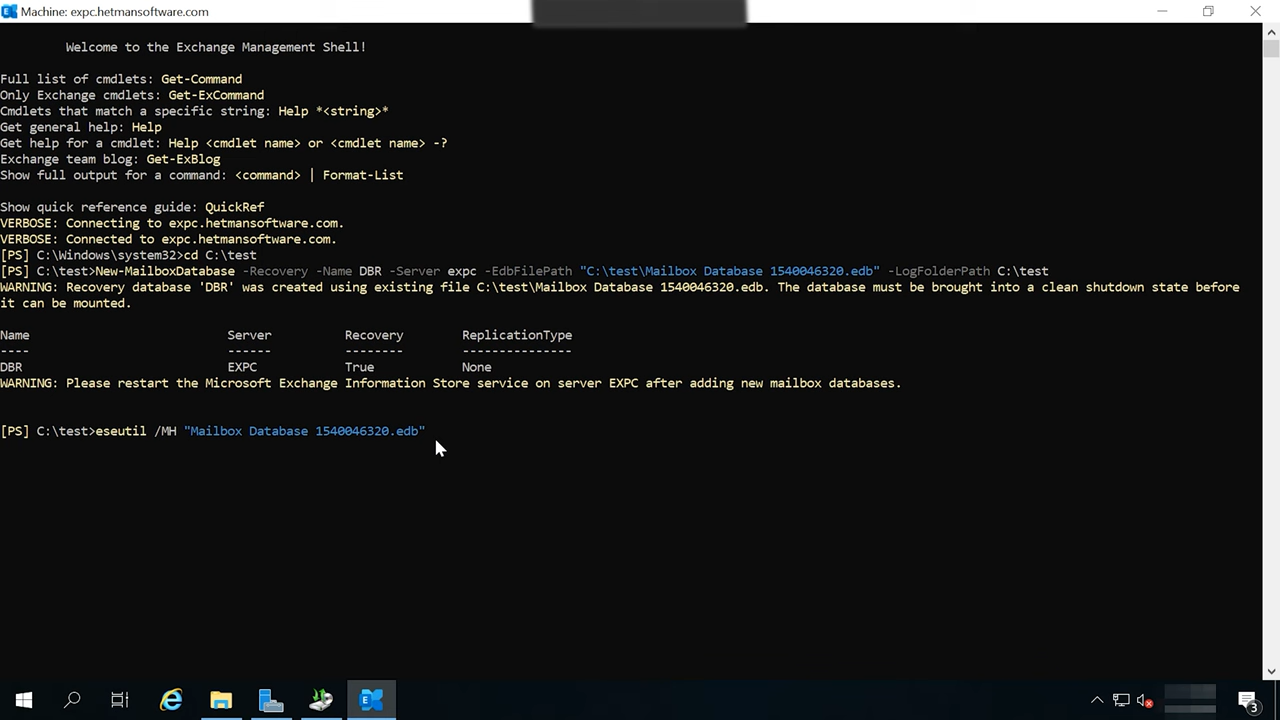 Machine: expc.hetmansoftware.com
Welcome to the Exchange Management Shell!
Full list of cmdlets: Get-Command
Only Exchange cmdlets: Get-ExCommand
Cmdlets that match a specific string: Help *<string>*
Get general help: Help
Get help for a cmdlet: Help <cmdlet name> or <cmdlet name> -?
Exchange team blog: Get-ExBlog
Show full output for a command: <command> | Format-List
Show quick reference guide: QuickRef
VERBOSE: Connecting to expc.hetmansoftware.com.
VERBOSE: Connected to expc.hetmansoftware.com.
[PS] C:\Windows\system32>cd C:\test
[PS] C:\test>New-MailboxDatabase -Recovery -Name DBR -Server expc -EdbFilePath "C:\test\Mailbox Database 1540046320.edb" -LogFolderPath C:\test
WARNING: Recovery database 'DBR' was created using existing file C:\test\Mailbox Database 1540046320.edb. The database must be brought into a clean shutdown state before
it can be mounted.
Name Server Recovery ReplicationType
---- ------ -------- ---------------
DBR EXPC True None
WARNING: Please restart the Microsoft Exchange Information Store service on server EXPC after adding new mailbox databases.
[PS] C:\test>eseutil /MH "Mailbox Database 1540046320.edb"
E
3